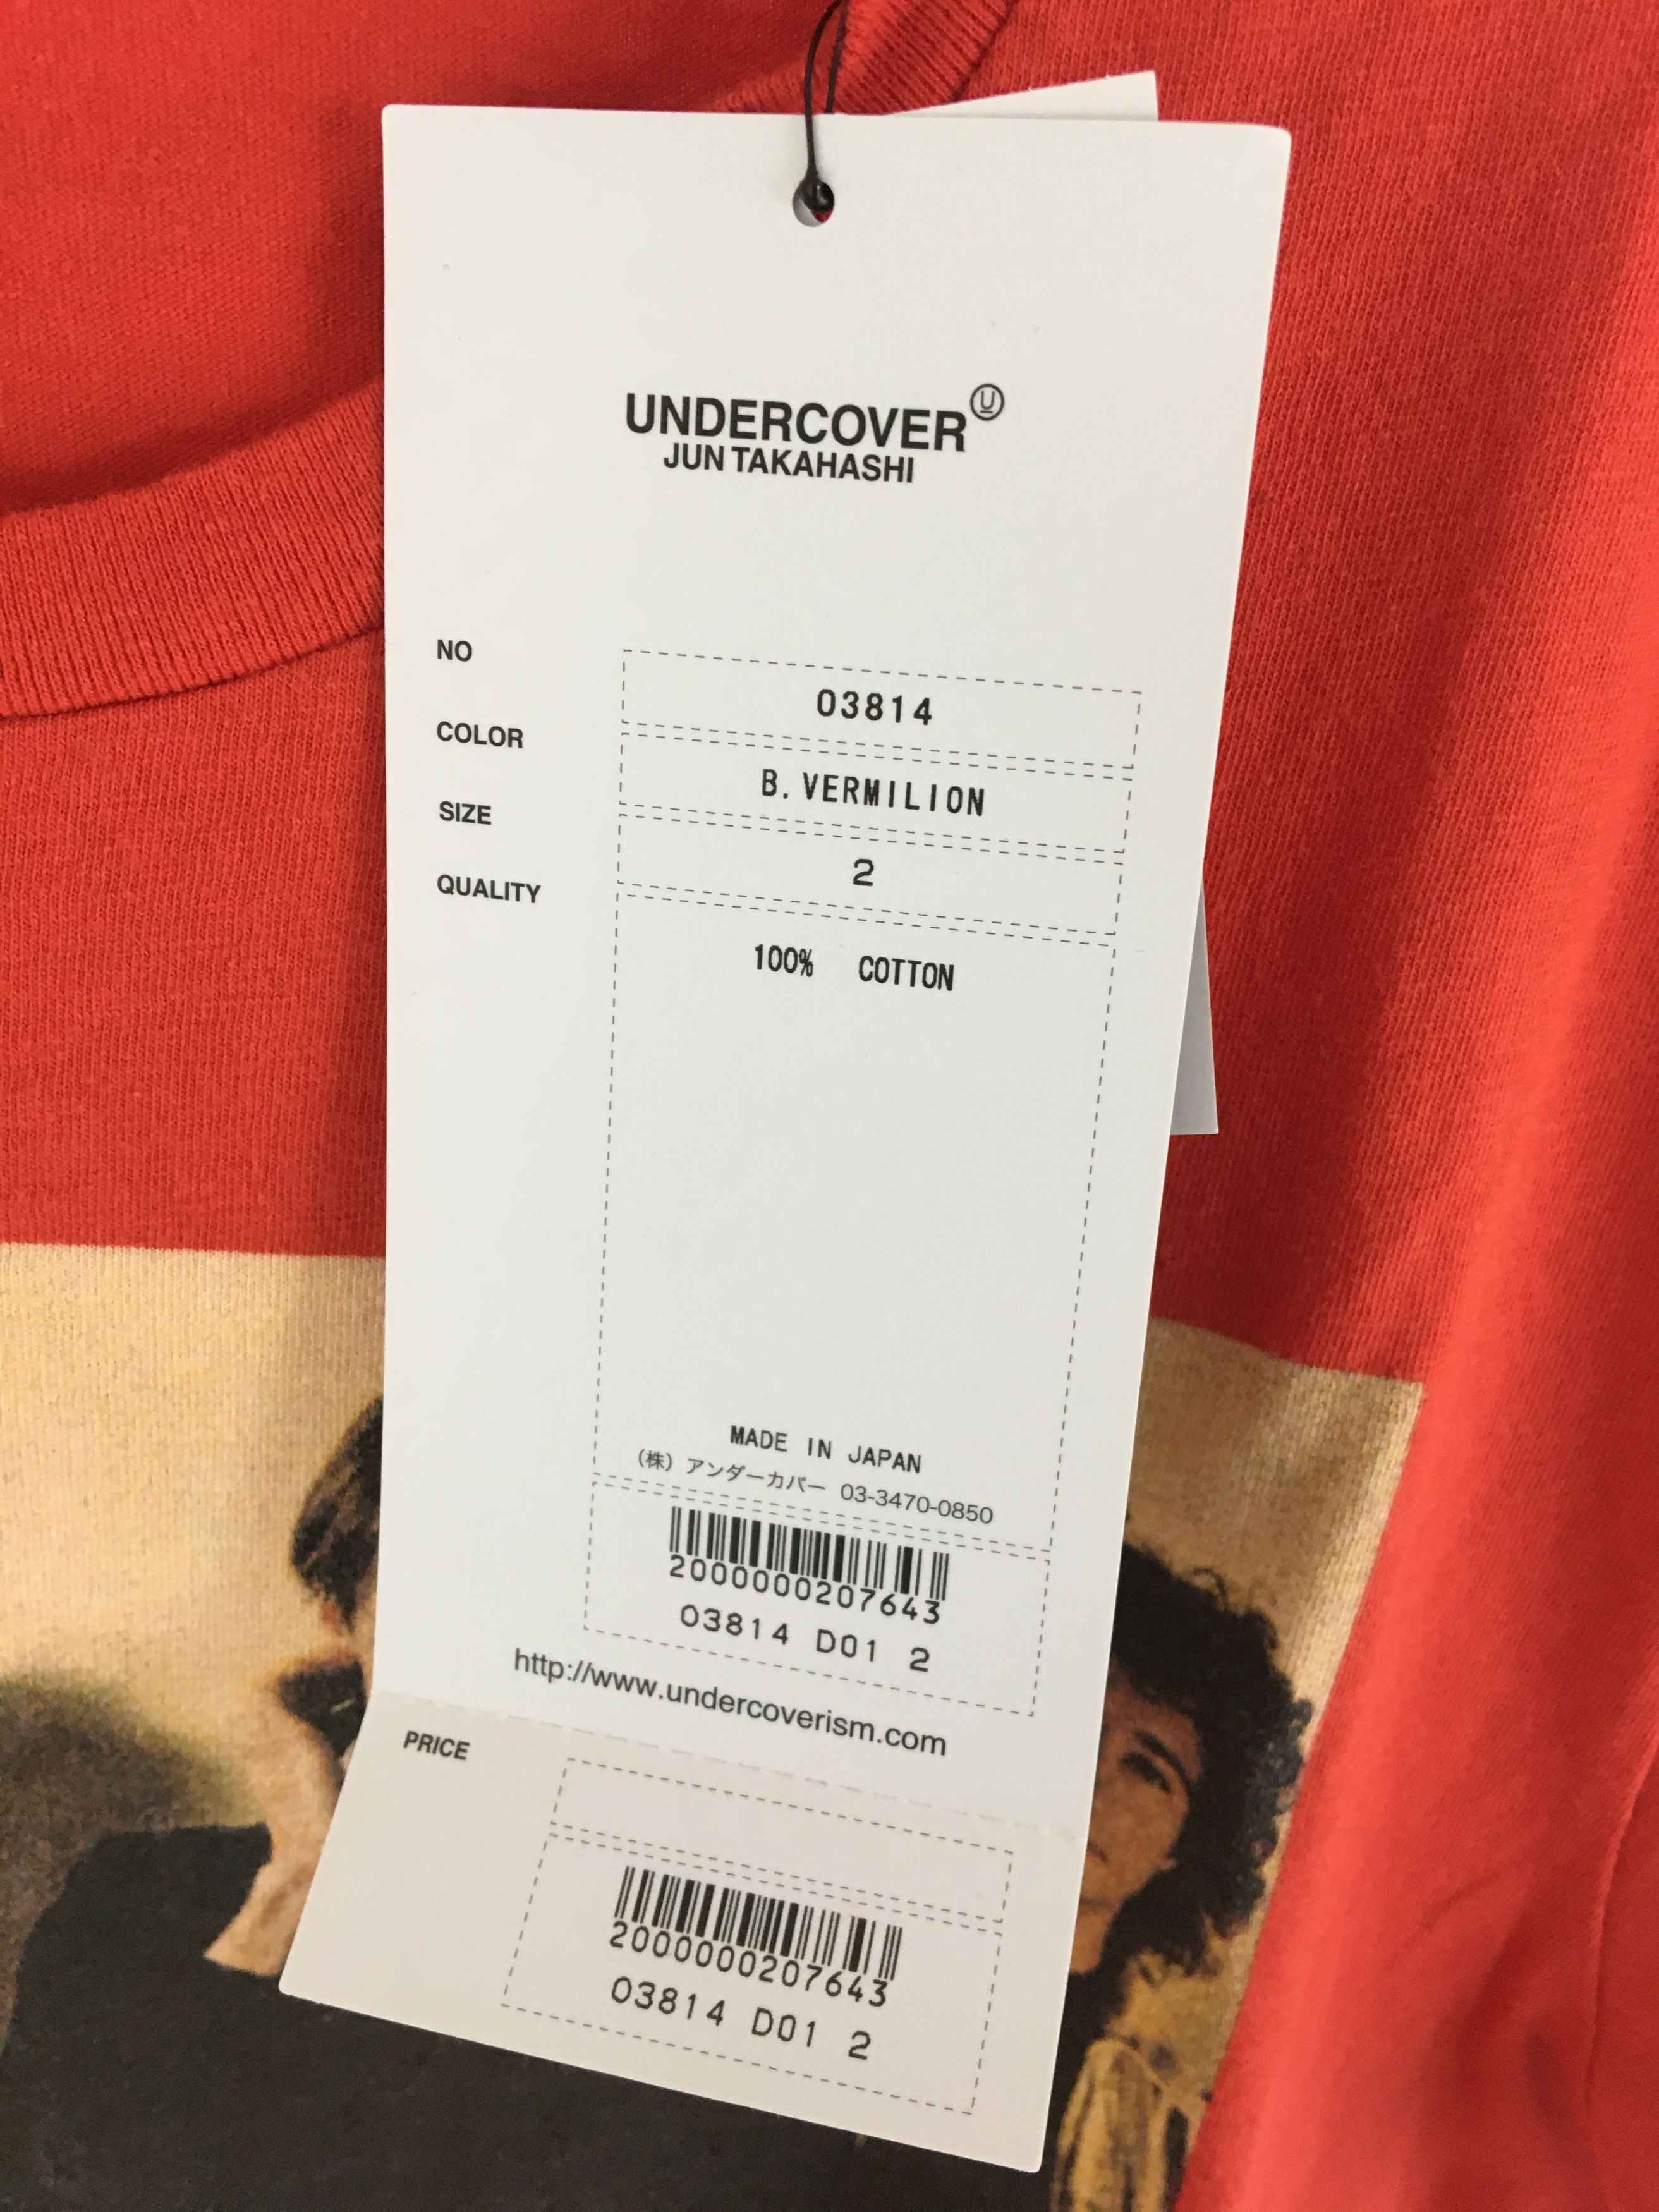 UNDERCOVER Ⓤ
JUN TAKAHASHI
NO 03814
COLOR B. VERMILION
SIZE 2
QUALITY 100% COTTON
MADE IN JAPAN
(株) アンダーカバー 03-3470-0850
2000000207643
03814 D01 2
http://www.undercoverism.com
PRICE
2000000207643
03814 D01 2